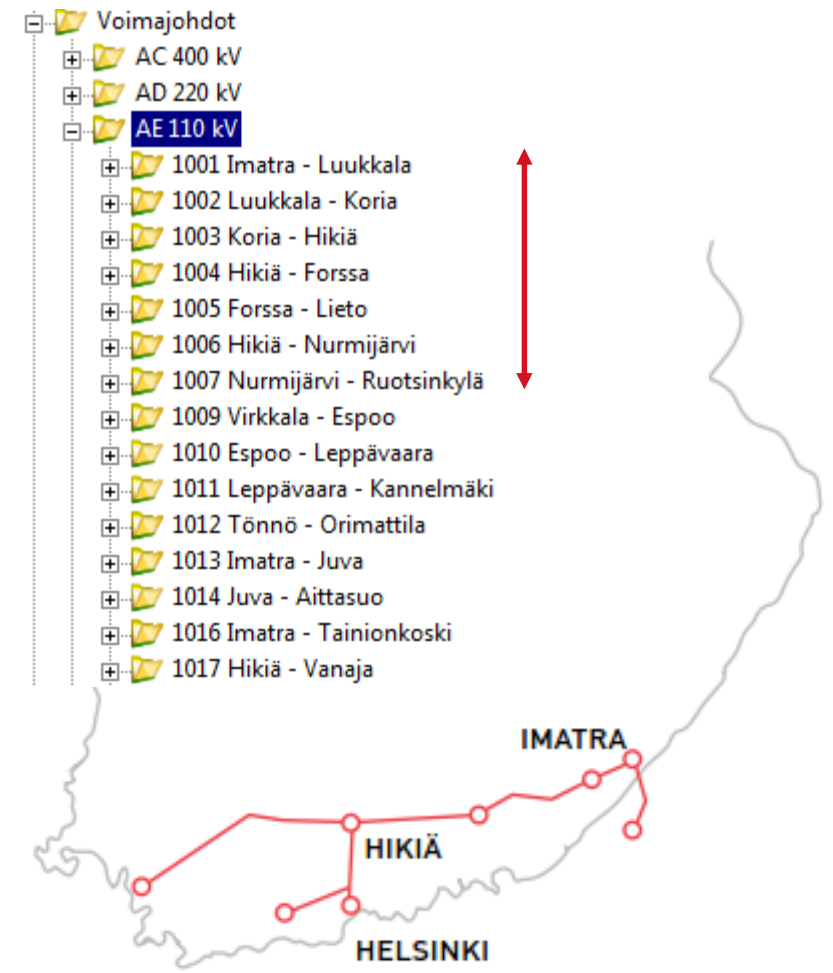 Voimajohdot
AC 400 kV
AD 220 kV
AE 110 kV
1001 Imatra - Luukkala
1002 Luukkala - Koria
1003 Koria - Hikiä
1004 Hikiä - Forssa
1005 Forssa - Lieto
1006 Hikiä - Nurmijärvi
1007 Nurmijärvi - Ruotsinkylä
1009 Virkkala - Espoo
1010 Espoo - Leppävaara
1011 Leppävaara - Kannelmäki
1012 Tönnö - Orimattila
1013 Imatra - Juva
1014 Juva - Aittasuo
1016 Imatra - Tainionkoski
1017 Hikiä - Vanaja
IMATRA
HIKIÄ
HELSINKI